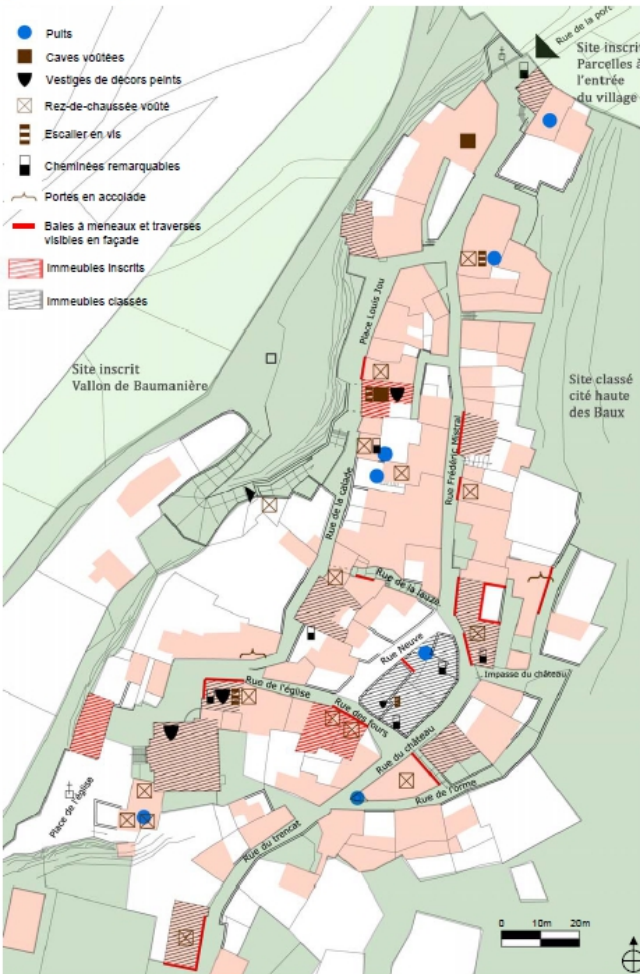 Puits
Caves voûtées
Vestiges de décors peints
Rez-de-chaussée voûté
Escalier en vis
Cheminées remarquables
Portes en accolade
Baies à meneaux et traverses
visibles en façade
Immeubles Inscrits
Immeubles classés
Rue de la port
Site inscrit
Parcelles à
l'entrée
du village
Place Louis Jou
Site inscrit
Vallon de Baumanière
Site classé
cité haute
des Baux
Rue Frédéric Mistral
Rue de la calade
Rue de la lauze
Rue Neuve
Impasse du château
Rue de l'église
Rue des fours
Rue du château
Rue de l'orme
Place de l'église
Rue du trencat
0 10m 20m